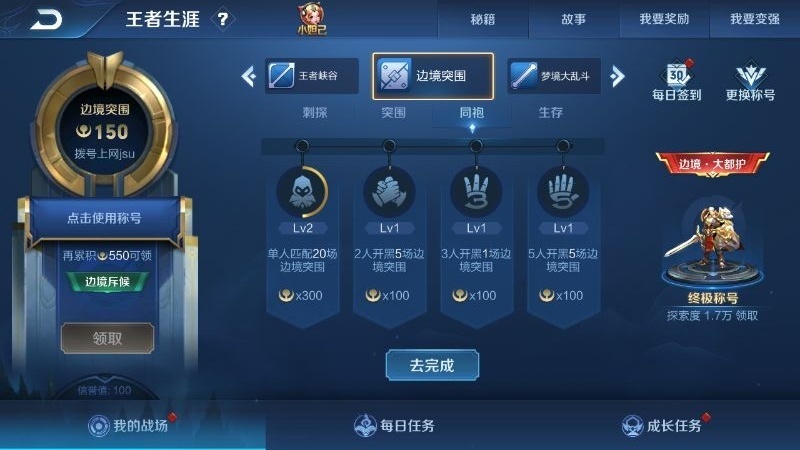 王者生涯 ?
小妲己
秘籍
故事
我要奖励
我要变强
边境突围
150
拨号上网jsu
点击使用称号
再累积550可领
边境斥候
领取
信誉值: 100
王者峡谷
边境突围
梦境大乱斗
刺探
突围
同袍
生存
Lv2
单人匹配20场
边境突围
x300
Lv1
2人开黑5场边
境突围
x100
3
Lv1
3人开黑1场边
境突围
x100
5
Lv1
5人开黑5场边
境突围
x100
去完成
30
每日签到
更换称号
边境·大都护
终极称号
探索度 1.7万 领取
我的战场
每日任务
成长任务